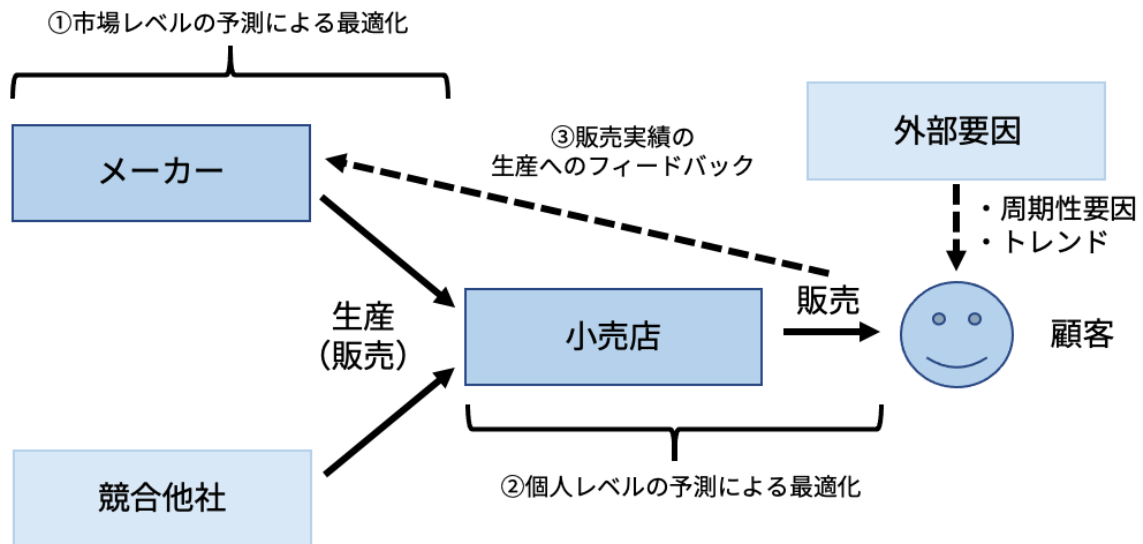 ①市場レベルの予測による最適化
メーカー
③販売実績の
生産へのフィードバック
外部要因
・周期性要因
・トレンド
生産
（販売）
小売店
販売
顧客
競合他社
②個人レベルの予測による最適化